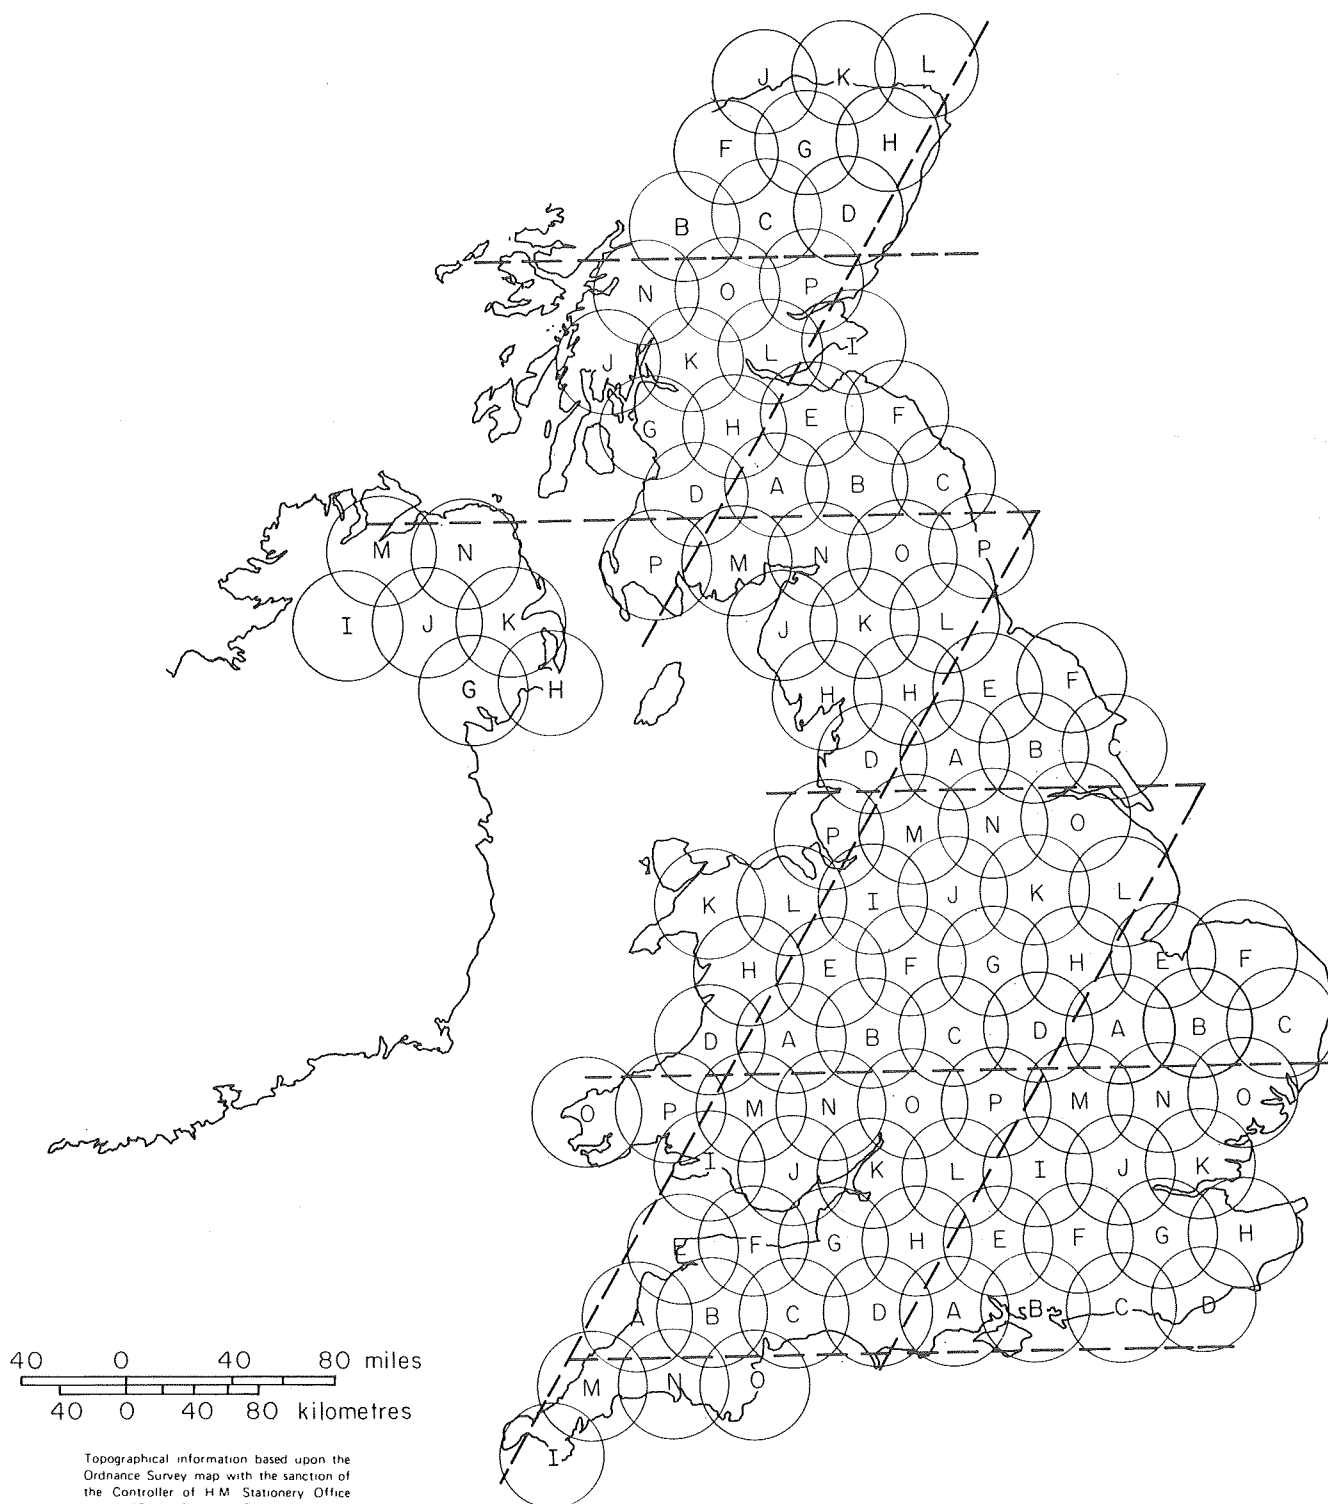 J K L
F G H
B C D
N O P
J K L I
G H E F
D A B C
M N P M N O P
I J K J K L
G H H H E F
D A B C
P M N O
K L I J K L
H E F G H E F
D A B C D A B C
O P M N O P M N O
I J K L I J K
E F G H E F G H
A B C D A B C D
M N O
I
40 0 40 80 miles
40 0 40 80 kilometres
Topographical information based upon the
Ordnance Survey map with the sanction of
the Controller of H M Stationery Office